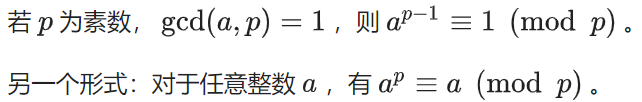 若 p 为素数，gcd(a, p) = 1，则 a^{p−1} ≡ 1 (mod p)。
另一个形式：对于任意整数 a，有 a^p ≡ a (mod p)。